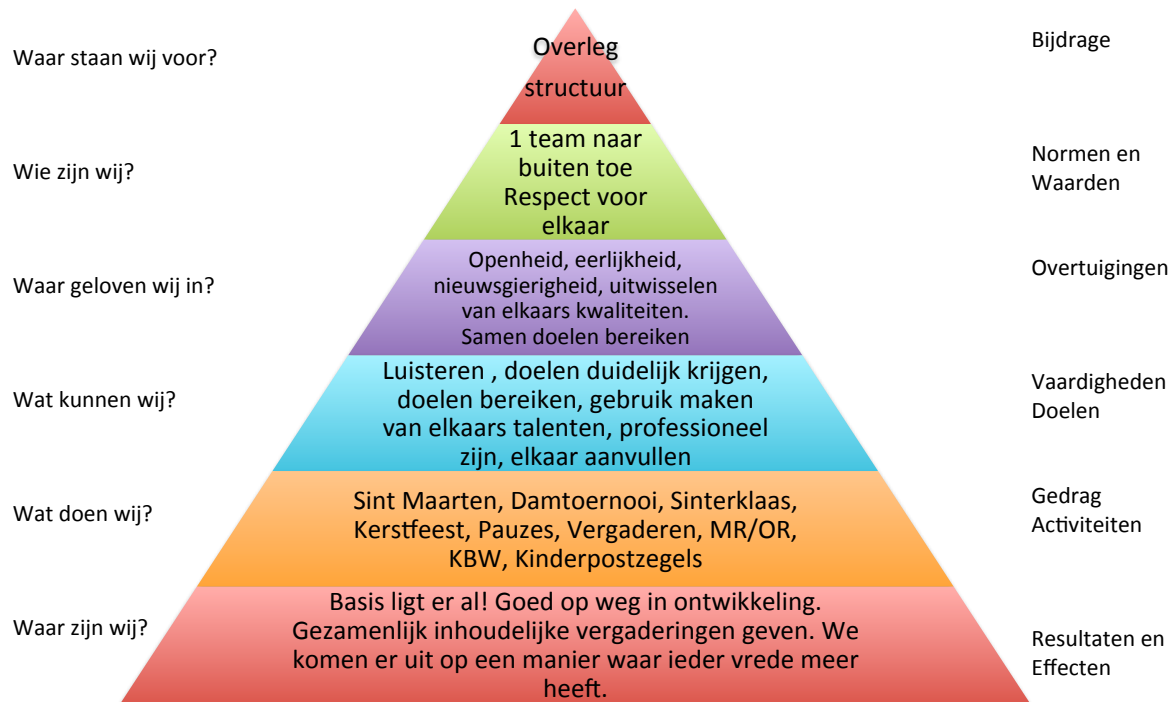 Waar staan wij voor?
Overleg
structuur
Bijdrage
Wie zijn wij?
1 team naar
buiten toe
Respect voor
elkaar
Normen en
Waarden
Waar geloven wij in?
Openheid, eerlijkheid,
nieuwsgierigheid, uitwisselen
van elkaars kwaliteiten.
Samen doelen bereiken
Overtuigingen
Wat kunnen wij?
Luisteren , doelen duidelijk krijgen,
doelen bereiken, gebruik maken
van elkaars talenten, professioneel
zijn, elkaar aanvullen
Vaardigheden
Doelen
Wat doen wij?
Sint Maarten, Damtoernooi, Sinterklaas,
Kerstfeest, Pauzes, Vergaderen, MR/OR,
KBW, Kinderpostzegels
Gedrag
Activiteiten
Waar zijn wij?
Basis ligt er al! Goed op weg in ontwikkeling.
Gezamenlijk inhoudelijke vergaderingen geven. We
komen er uit op een manier waar ieder vrede meer
heeft.
Resultaten en
Effecten